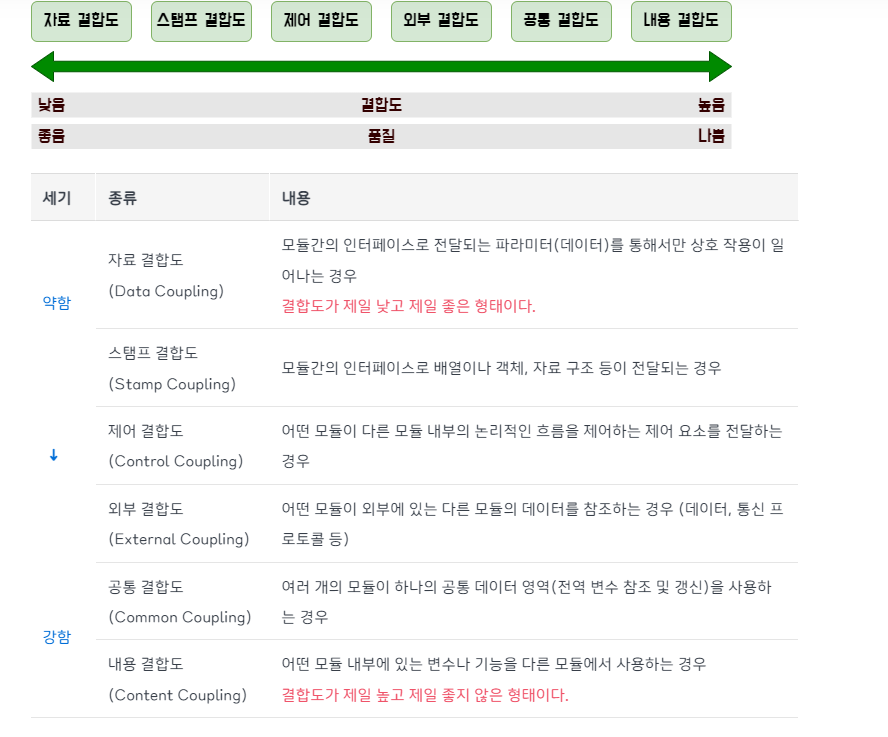 자료 결합도 스탬프 결합도 제어 결합도 외부 결합도 공통 결합도 내용 결합도
낮음 결합도 높음
좋음 품질 나쁨
세기 종류 내용
약함
자료 결합도
(Data Coupling)
모듈간의 인터페이스로 전달되는 파라미터(데이터)를 통해서만 상호 작용이 일
어나는 경우
결합도가 제일 낮고 제일 좋은 형태이다.
스탬프 결합도
(Stamp Coupling)
모듈간의 인터페이스로 배열이나 객체, 자료 구조 등이 전달되는 경우
↓
제어 결합도
(Control Coupling)
어떤 모듈이 다른 모듈 내부의 논리적인 흐름을 제어하는 제어 요소를 전달하는
경우
외부 결합도
(External Coupling)
어떤 모듈이 외부에 있는 다른 모듈의 데이터를 참조하는 경우 (데이터, 통신 프
로토콜 등)
강함
공통 결합도
(Common Coupling)
여러 개의 모듈이 하나의 공통 데이터 영역(전역 변수 참조 및 갱신)을 사용하
는 경우
내용 결합도
(Content Coupling)
어떤 모듈 내부에 있는 변수나 기능을 다른 모듈에서 사용하는 경우
결합도가 제일 높고 제일 좋지 않은 형태이다.